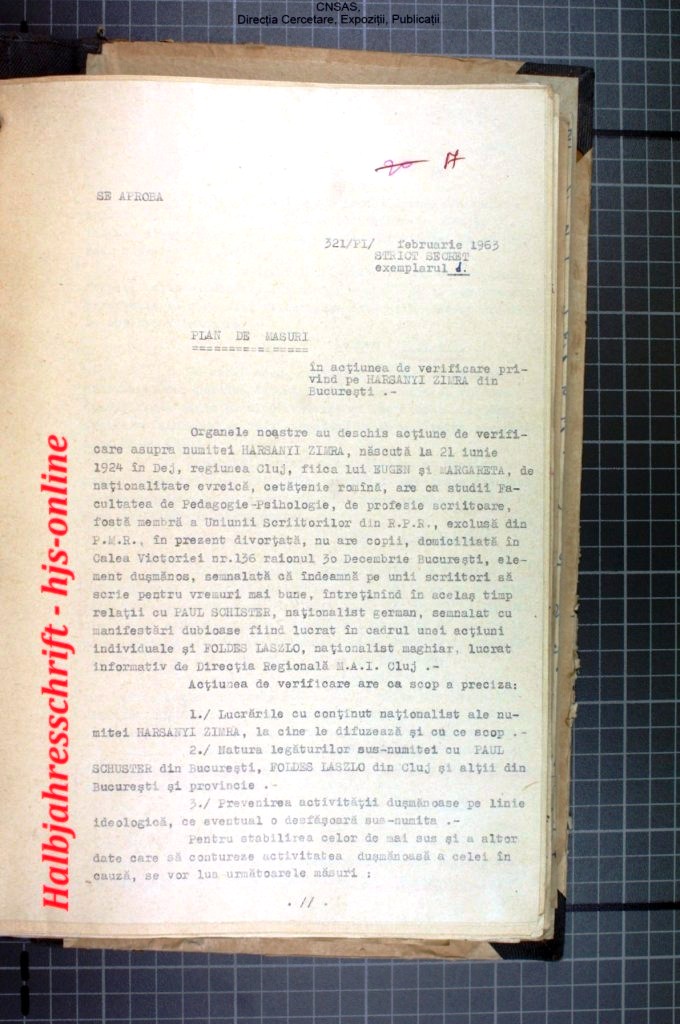 CNSAS,
Direcția Cercetare, Expoziții, Publicații
17
SE APROBA
321/PI/ februarie 1963
STRICT SECRET
exemplarul 1.
PLAN DE MASURI
================
în acțiunea de verificare pri-
vind pe HARSANYI ZIMRA din
București .-
Organele noastre au deschis acțiune de verifi-
care asupra numitei HARSANYI ZIMRA, născută la 21 iunie
1924 în Dej, regiunea Cluj, fiica lui EUGEN și MARGARETA, de
naționalitate evreică, cetățenie romînă, are ca studii Fa-
cultatea de Pedagogie-Psihologie, de profesie scriitoare,
fostă membră a Uniunii Scriitorilor din R.P.R., exclusă din
P.M.R., în prezent divorțată, nu are copii, domiciliată în
Calea Victoriei nr.136 raionul 30 Decembrie București, ele-
ment dușmănos, semnalată că îndeamnă pe unii scriitori să
scrie pentru vremuri mai bune, întreținînd în acelaș timp
relații cu PAUL SCHISTER, naționalist german, semnalat cu
manifestări dubioase fiind lucrat în cadrul unei acțiuni
individuale și FOLDES LASZLO, naționalist maghiar, lucrat
informativ de Direcția Regională M.A.I. Cluj .-
Acțiunea de verificare are ca scop a preciza:
1./ Lucrările cu conținut naționalist ale nu-
mitei HARSANYI ZIMRA, la cine le difuzează și cu ce scop .-
2./ Natura legăturilor sus-numitei cu PAUL
SCHUSTER din București, FOLDES LASZLO din Cluj și alții din
București și provincie .-
3./ Prevenirea activității dușmănoase pe linie
ideologică, ce eventual o desfășoară sus-numita .-
Pentru stabilirea celor de mai sus și a altor
date care să contureze activitatea dușmănoasă a celei în
cauză, se vor lua următoarele măsuri :
. // .
Halbjahresschrift - hjs-online